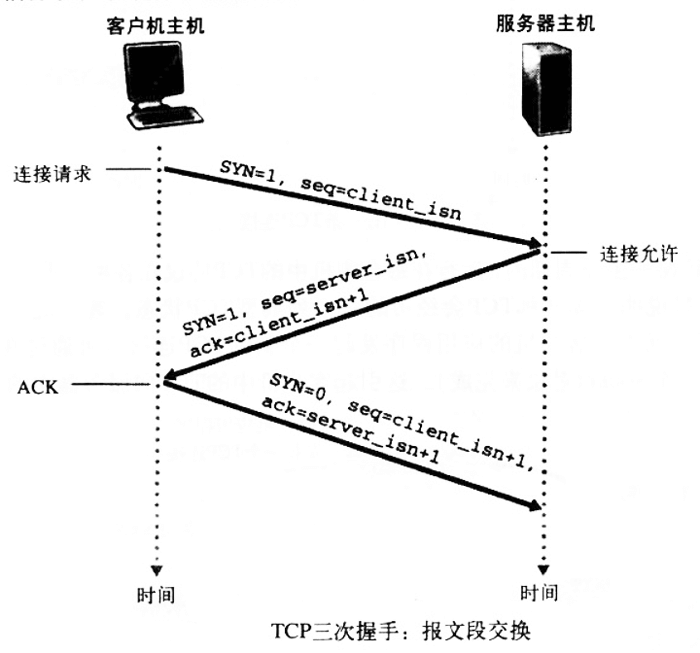 客户机主机
服务器主机
连接请求
SYN=1, seq=client_isn
连接允许
SYN=1, seq=server_isn,
ack=client_isn+1
ACK
SYN=0, seq=client_isn+1,
ack=server_isn+1
时间
时间
TCP三次握手：报文段交换